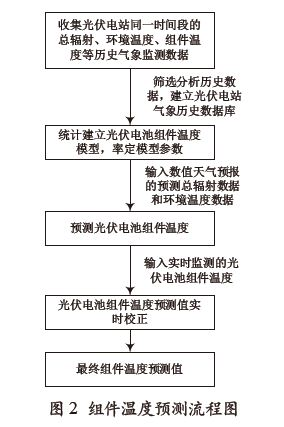 收集光伏电站同一时间段的
总辐射、环境温度、组件温
度等历史气象监测数据
筛选分析历史数
据，建立光伏电站
气象历史数据库
统计建立光伏电池组件温度
模型，率定模型参数
输入数值天气预报
的预测总辐射数据
和环境温度数据
预测光伏电池组件温度
输入实时监测的光
伏电池组件温度
光伏电池组件温度预测值实
时校正
最终组件温度预测值
图 2 组件温度预测流程图